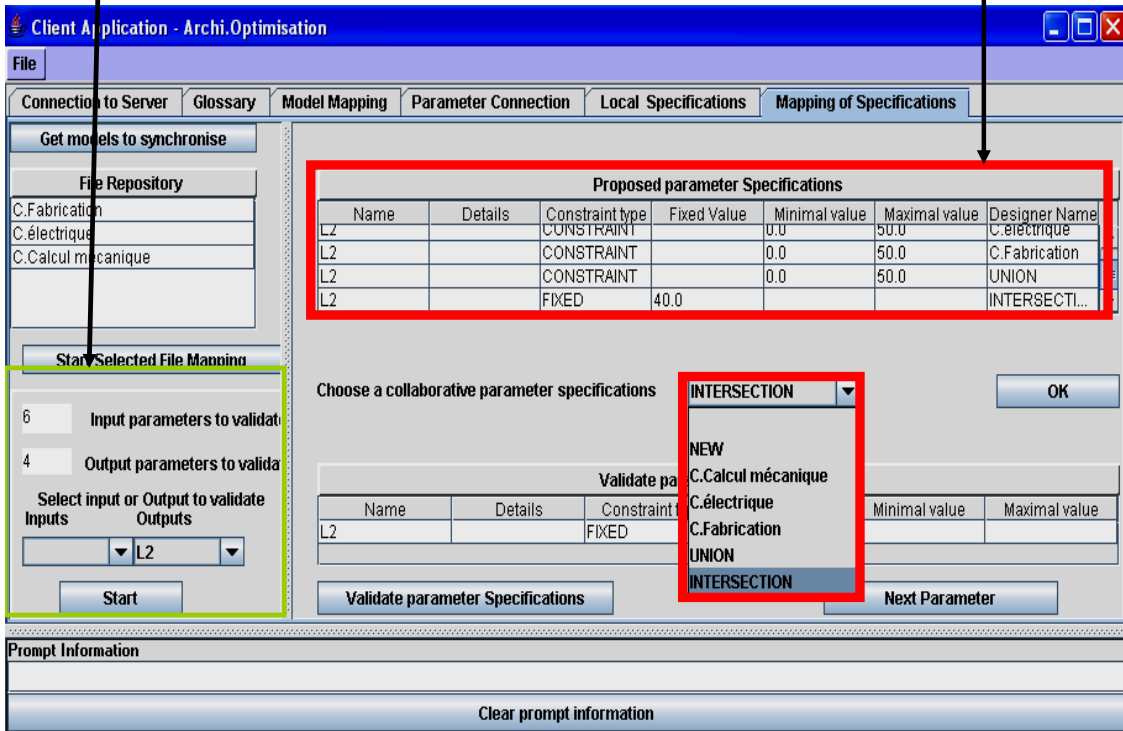 Client Application - Archi.Optimisation
File
Connection to Server Glossary Model Mapping Parameter Connection Local Specifications Mapping of Specifications
Get models to synchronise
File Repository
C.Fabrication
C.électrique
C.Calcul mécanique
Start Selected File Mapping
6 Input parameters to validat
4 Output parameters to valida
Select input or Output to validate
Inputs Outputs
L2
Start
Proposed parameter Specifications
Name Details Constraint type Fixed Value Minimal value Maximal value Designer Name
L2 CONSTRAINT 0.0 50.0 C.électrique
L2 CONSTRAINT 0.0 50.0 C.Fabrication
L2 CONSTRAINT 0.0 50.0 UNION
L2 FIXED 40.0 INTERSECTI...
Choose a collaborative parameter specifications INTERSECTION OK
NEW
C.Calcul mécanique
C.électrique
C.Fabrication
UNION
INTERSECTION
Validate pa
Name Details Constraint t Minimal value Maximal value
L2 FIXED
Validate parameter Specifications Next Parameter
Prompt Information
Clear prompt information